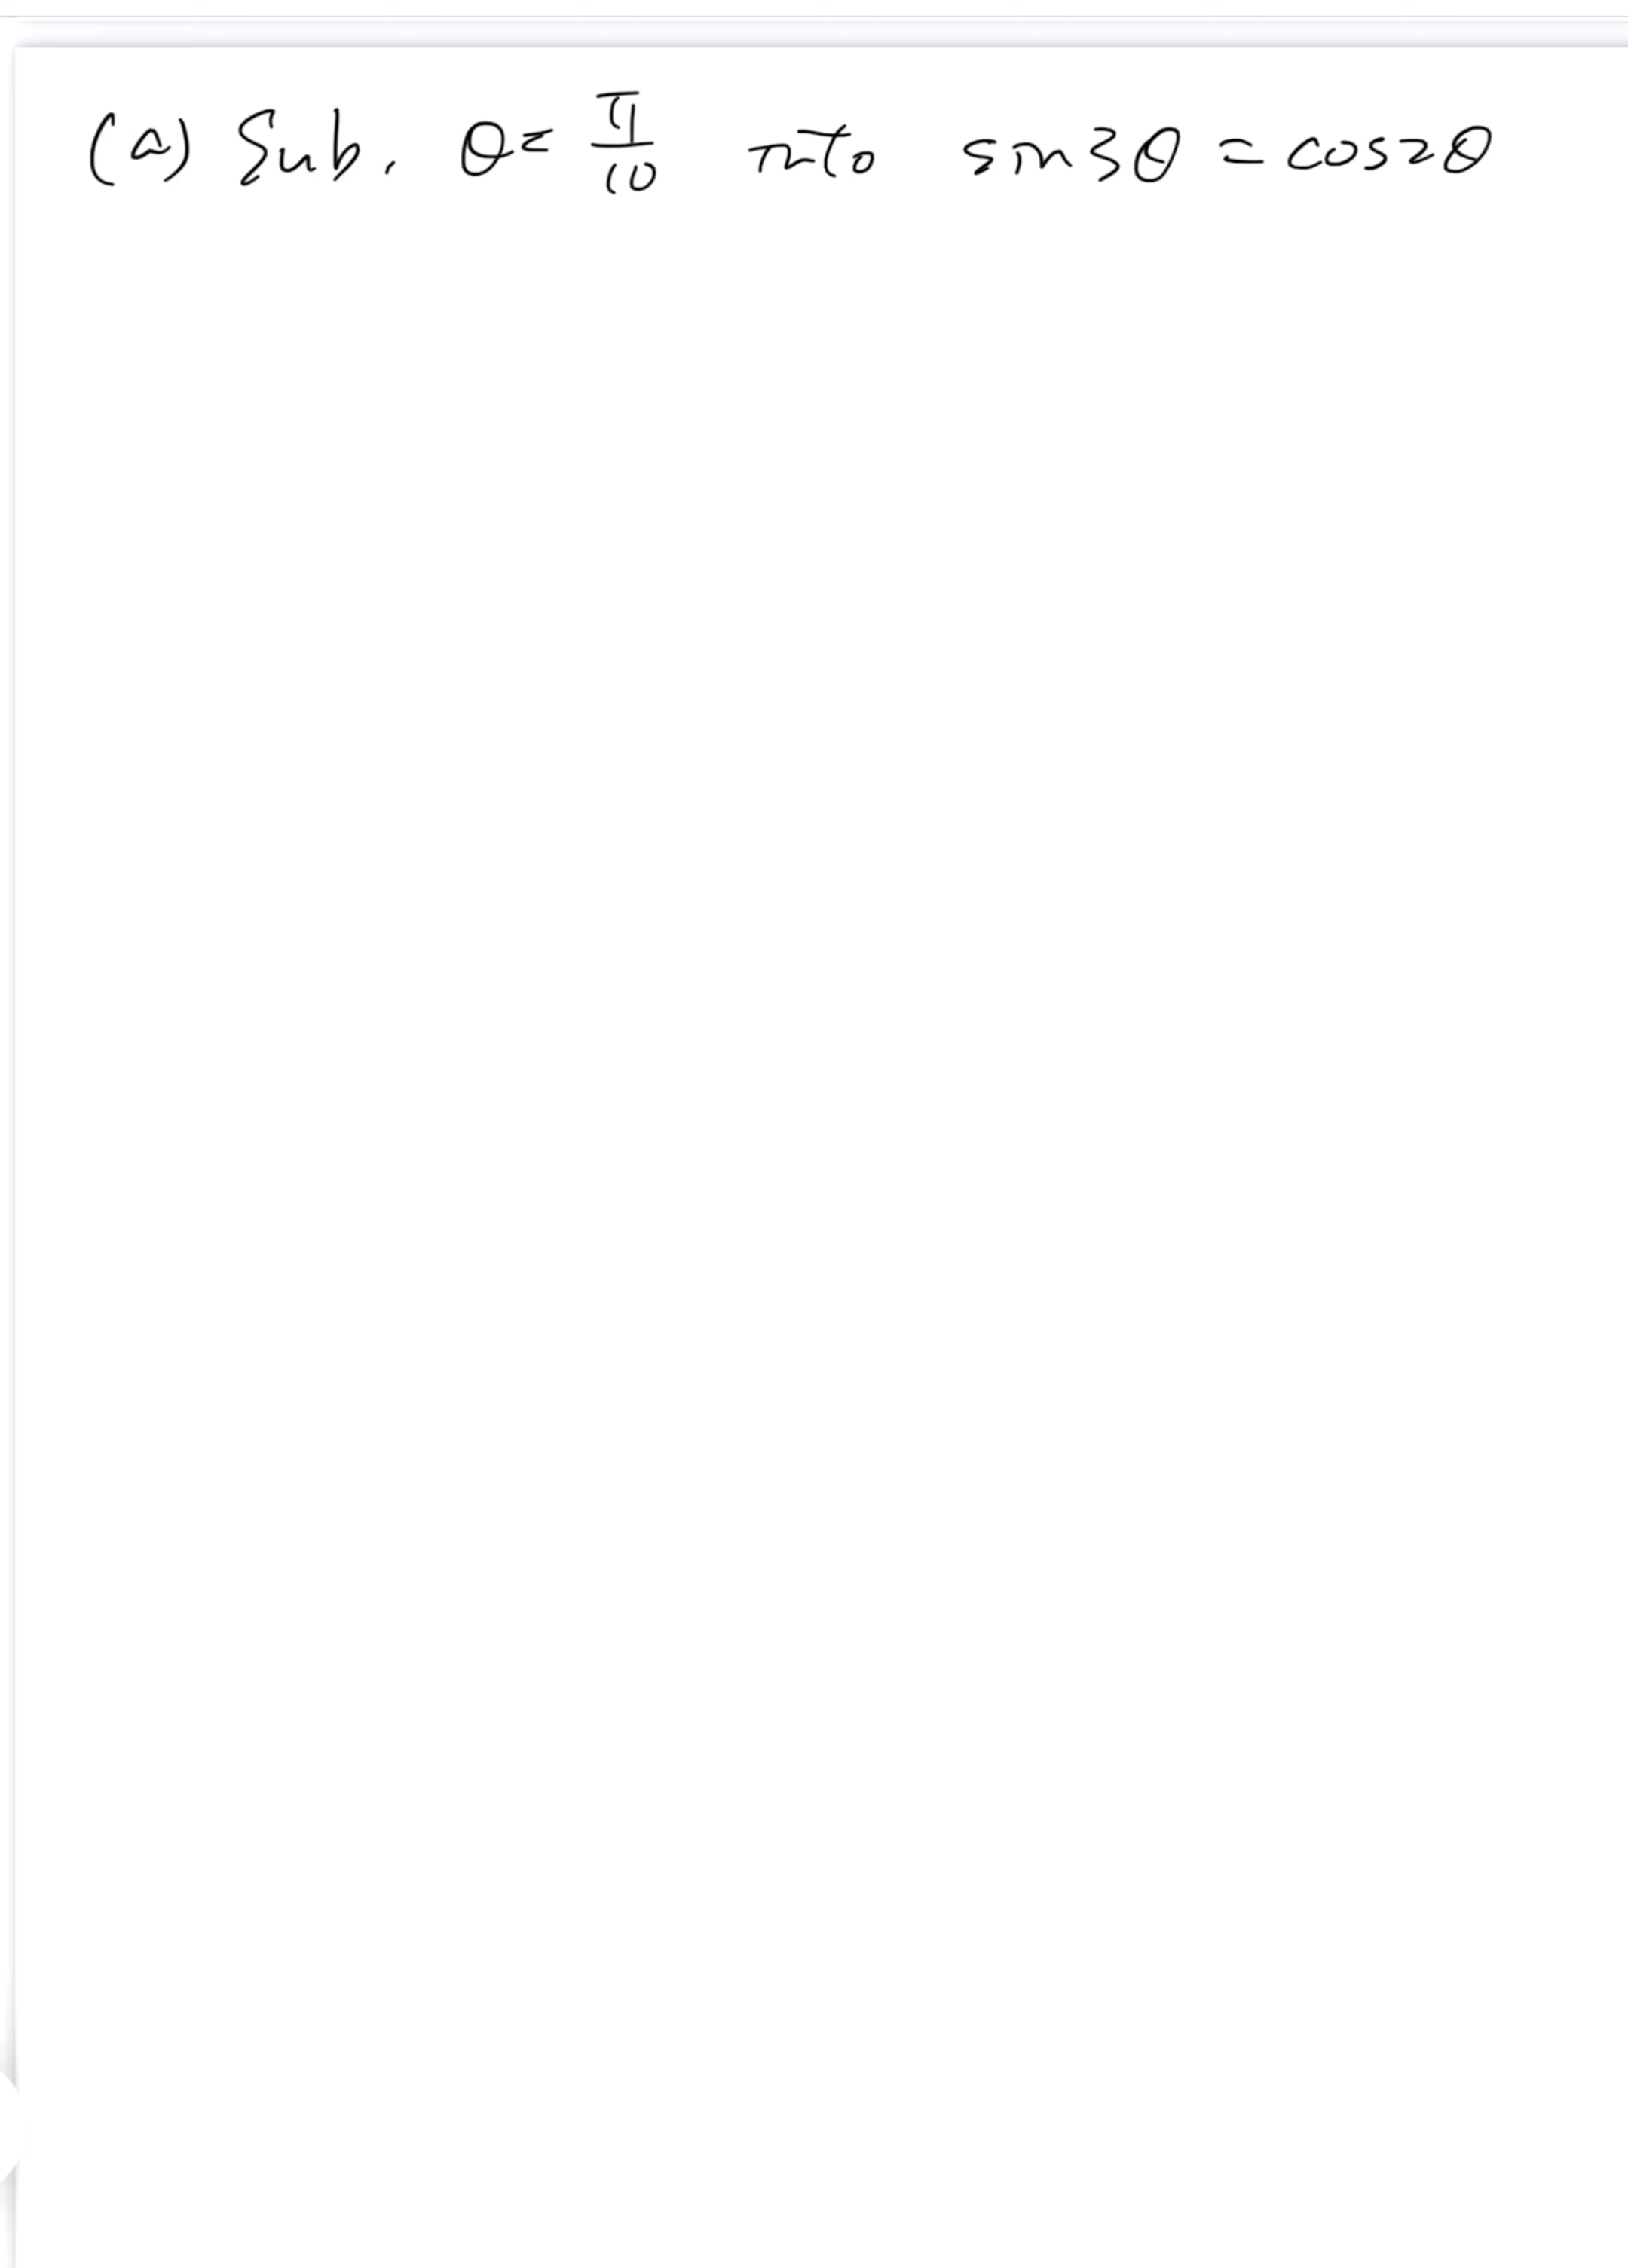 (a) Sub. θ = π/10 into sin3θ = cos2θ